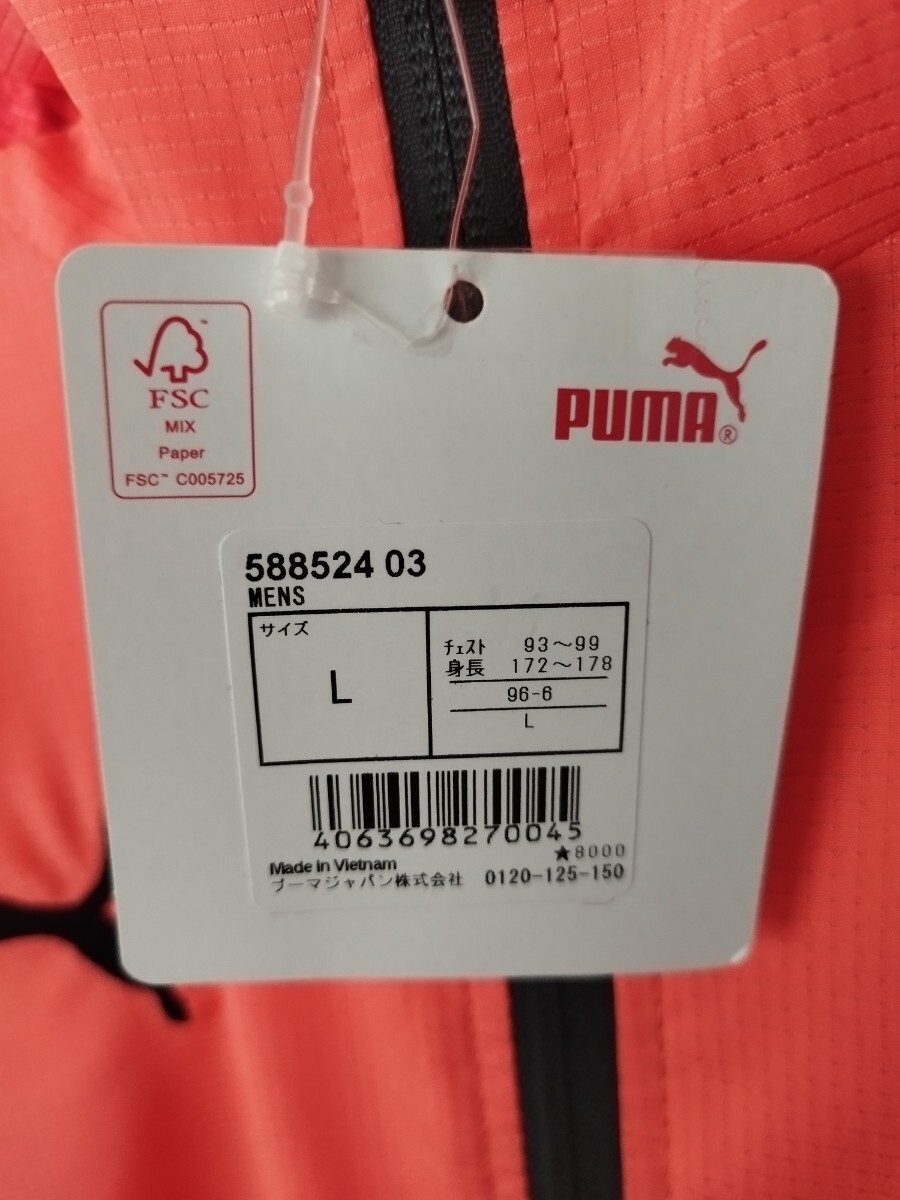 FSC™
MIX
Paper
FSC™ C005725
PUMA®
588524 03
MENS
サイズ
L
ﾁｪｽﾄ 93～99
身長 172～178
96-6
L
4063698270045
★8000
Made in Vietnam
プーマジャパン株式会社 0120-125-150